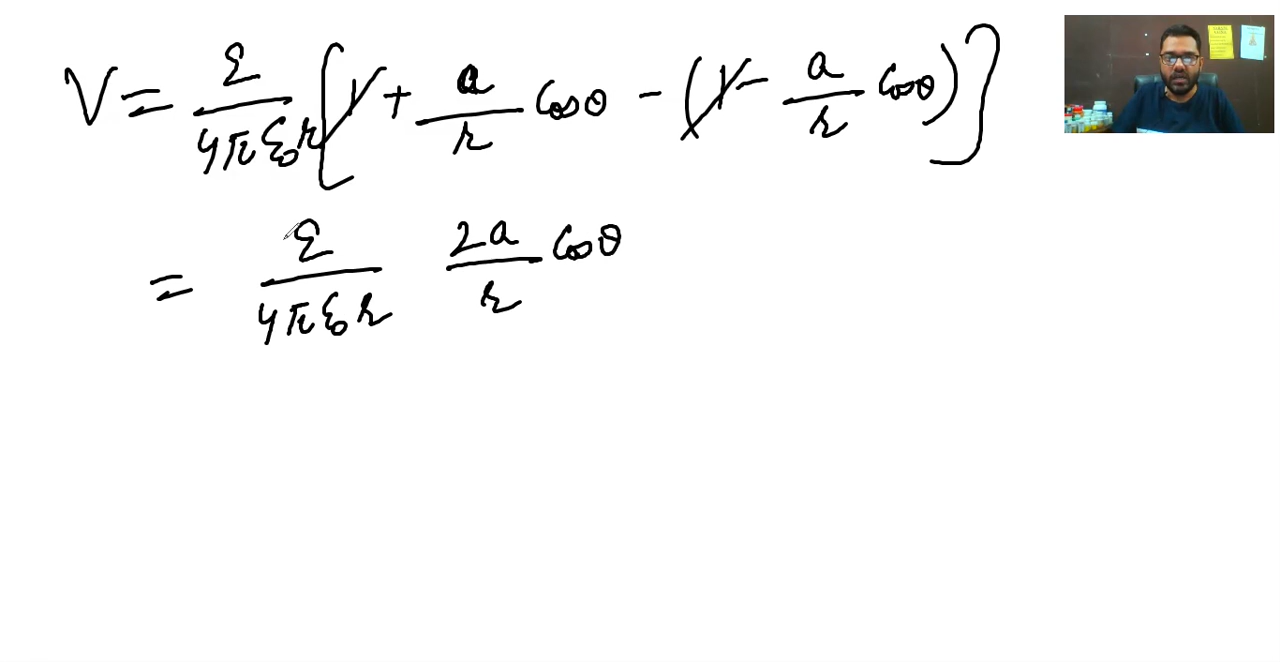 V = q/4πε₀r [1 + a/r cosθ - (1 - a/r cosθ)]
= q/4πε₀r 2a/r cosθ